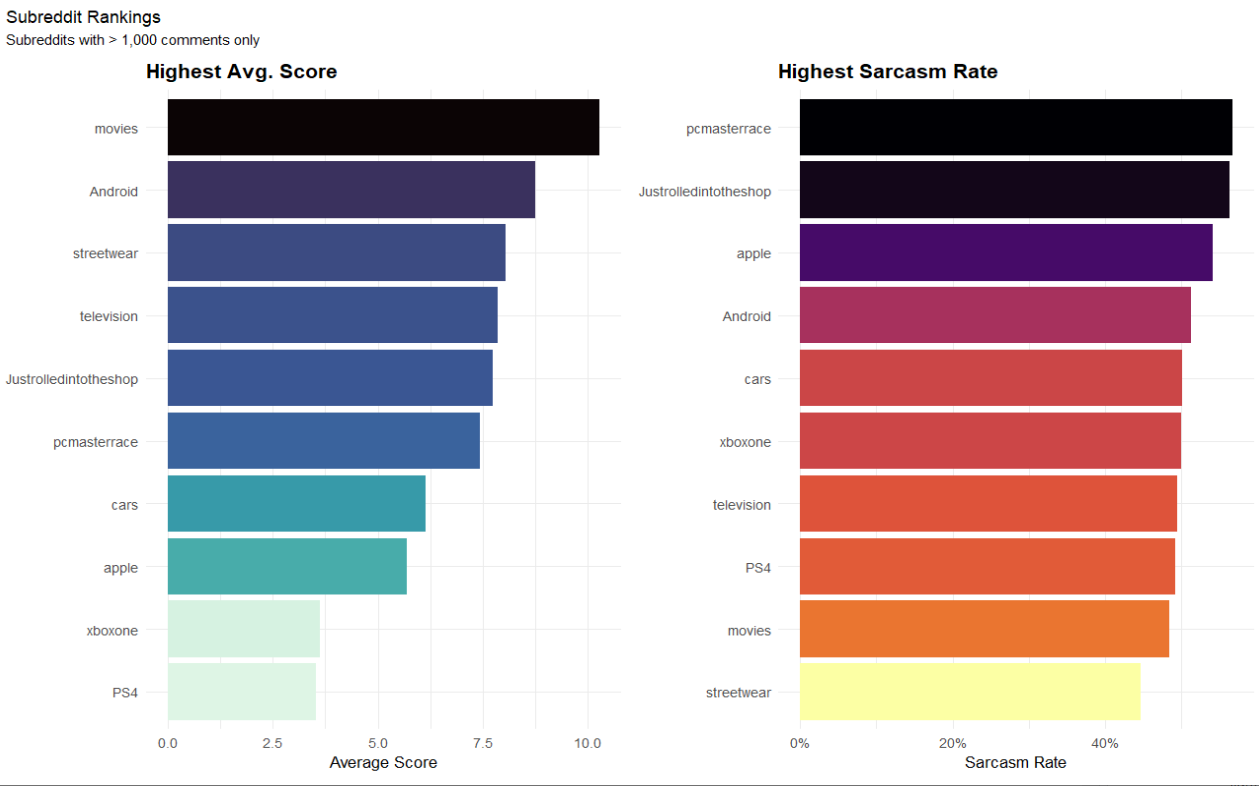 Subreddit Rankings
Subreddits with > 1,000 comments only
Highest Avg. Score
movies
Android
streetwear
television
Justrolledintotheshop
pcmasterrace
cars
apple
xboxone
PS4
0.0 2.5 5.0 7.5 10.0
Average Score
Highest Sarcasm Rate
pcmasterrace
Justrolledintotheshop
apple
Android
cars
xboxone
television
PS4
movies
streetwear
0% 20% 40%
Sarcasm Rate